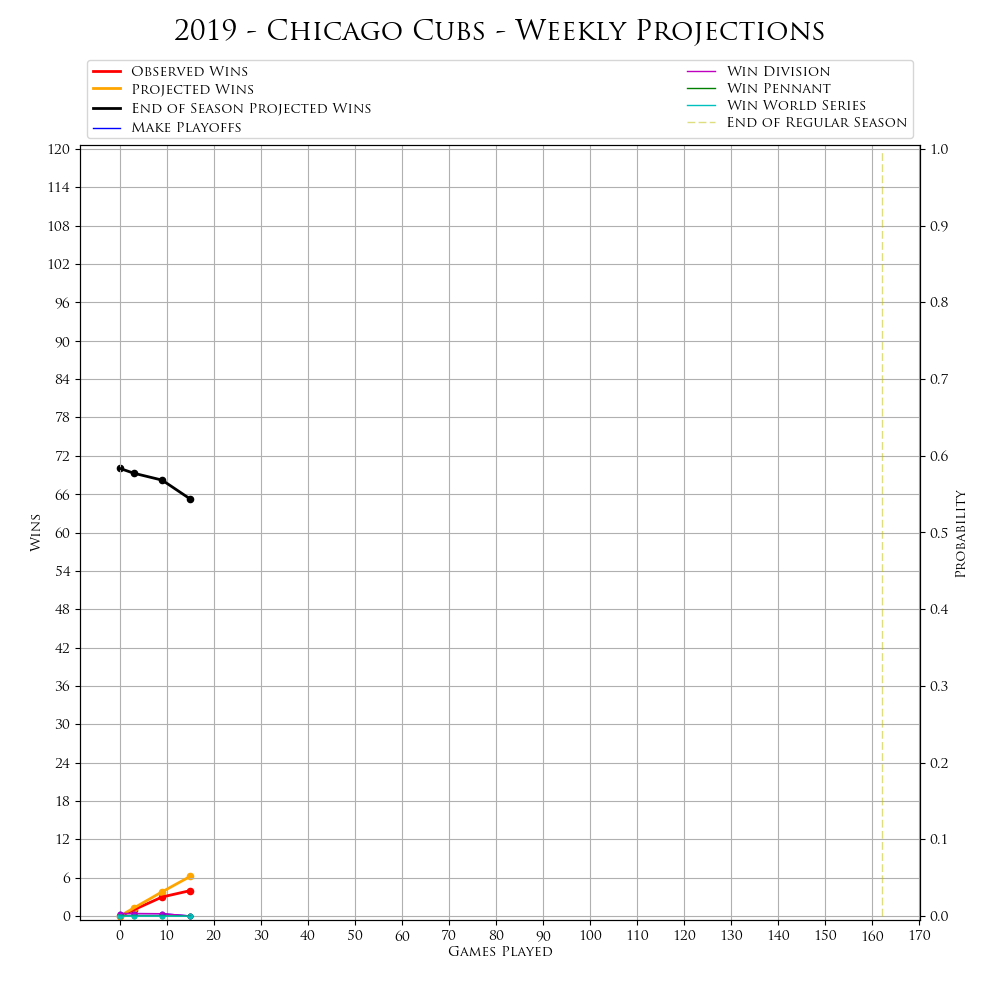 2019 - Chicago Cubs - Weekly Projections
Observed Wins
Projected Wins
End of Season Projected Wins
Make Playoffs
Win Division
Win Pennant
Win World Series
End of Regular Season
120
114
108
102
96
90
84
78
72
66
60
54
48
42
36
30
24
18
12
6
0
Wins
1.0
0.9
0.8
0.7
0.6
0.5
0.4
0.3
0.2
0.1
0.0
Probability
0 10 20 30 40 50 60 70 80 90 100 110 120 130 140 150 160 170
Games Played